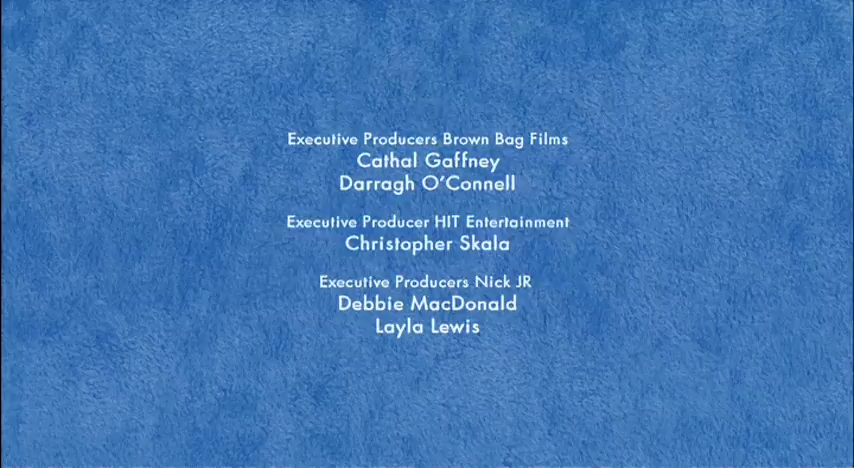 Executive Producers Brown Bag Films
Cathal Gaffney
Darragh O'Connell
Executive Producer HIT Entertainment
Christopher Skala
Executive Producers Nick JR
Debbie MacDonald
Layla Lewis